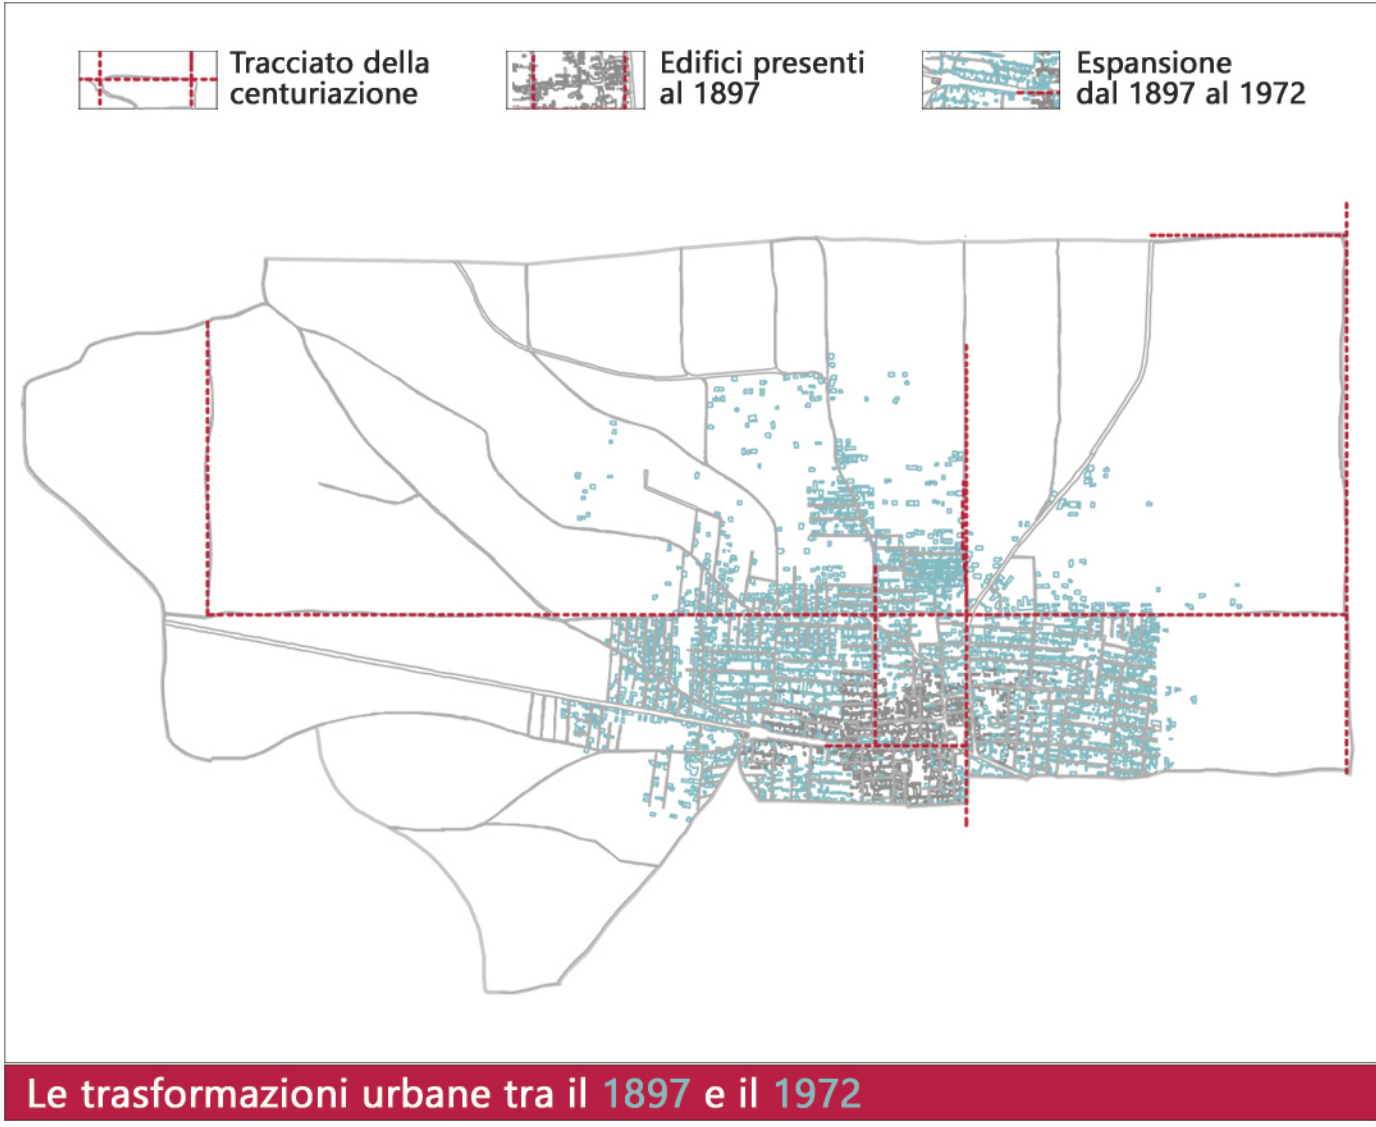 Tracciato della
centuriazione
Edifici presenti
al 1897
Espansione
dal 1897 al 1972
Le trasformazioni urbane tra il 1897 e il 1972